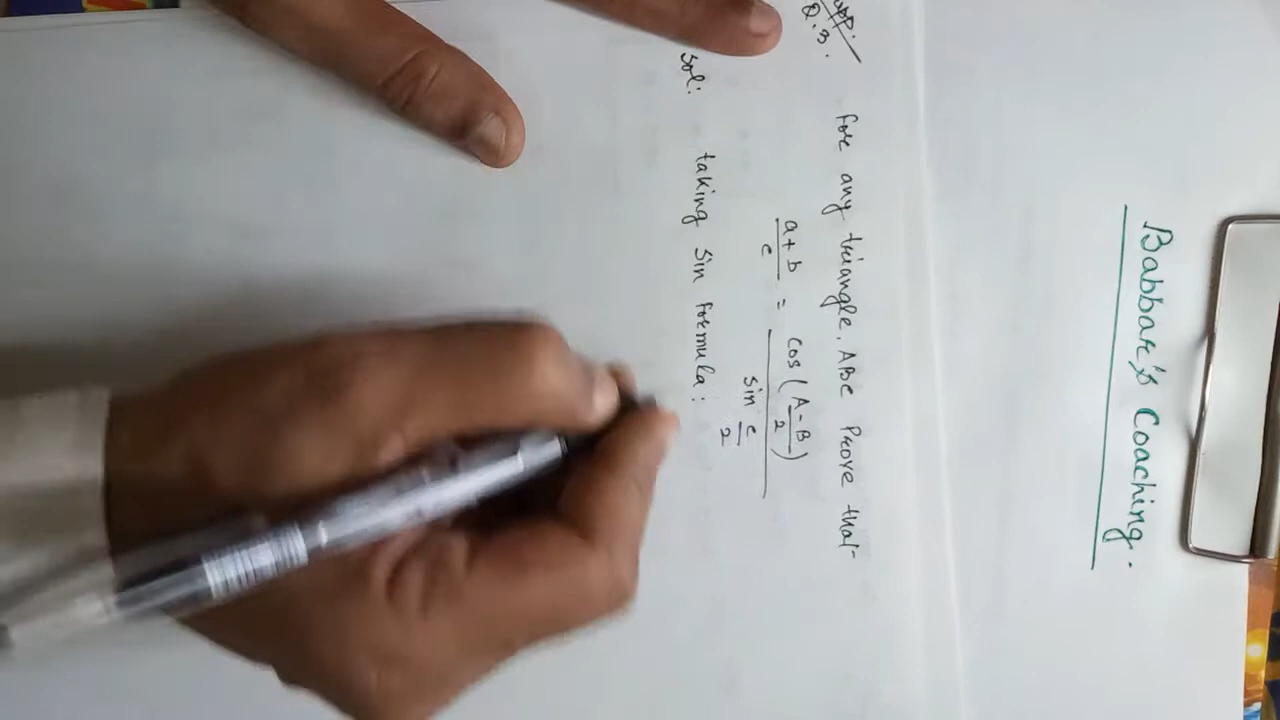 Babbar's Coaching.
Q.3. For any triangle, ABC Prove that
a+b / c = cos (A-B / 2) / sin c / 2
Sol: taking Sin Formula: